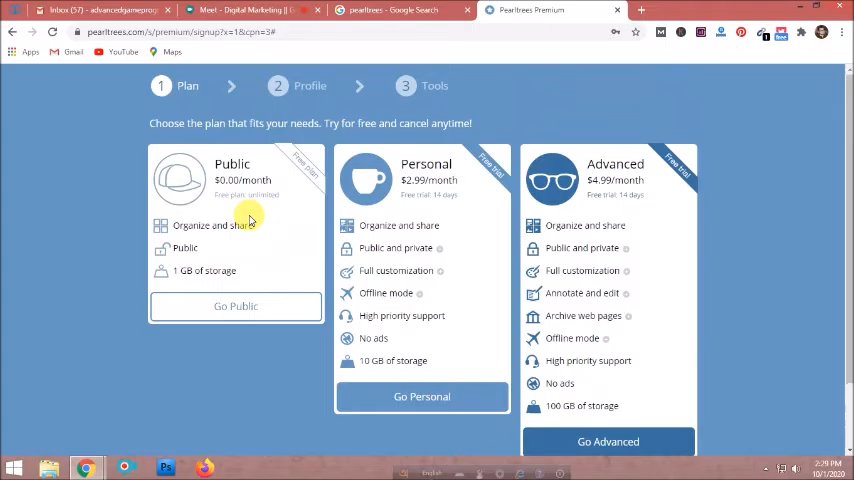 Inbox (57) - advancedgameprog
Meet - Digital Marketing ||
pearltrees - Google Search
Pearltrees Premium
pearltrees.com/s/premium/signup?x=1&cpn=3#
Apps
Gmail
YouTube
Maps
1 Plan
2 Profile
3 Tools
Choose the plan that fits your needs. Try for free and cancel anytime!
Public
$0.00/month
Free plan: unlimited
Free plan
Organize and share
Public
1 GB of storage
Go Public
Personal
$2.99/month
Free trial: 14 days
Free trial
Organize and share
Public and private
Full customization
Offline mode
High priority support
No ads
10 GB of storage
Go Personal
Advanced
$4.99/month
Free trial: 14 days
Free trial
Organize and share
Public and private
Full customization
Annotate and edit
Archive web pages
Offline mode
High priority support
No ads
100 GB of storage
Go Advanced
English
2:29 PM
10/1/2020